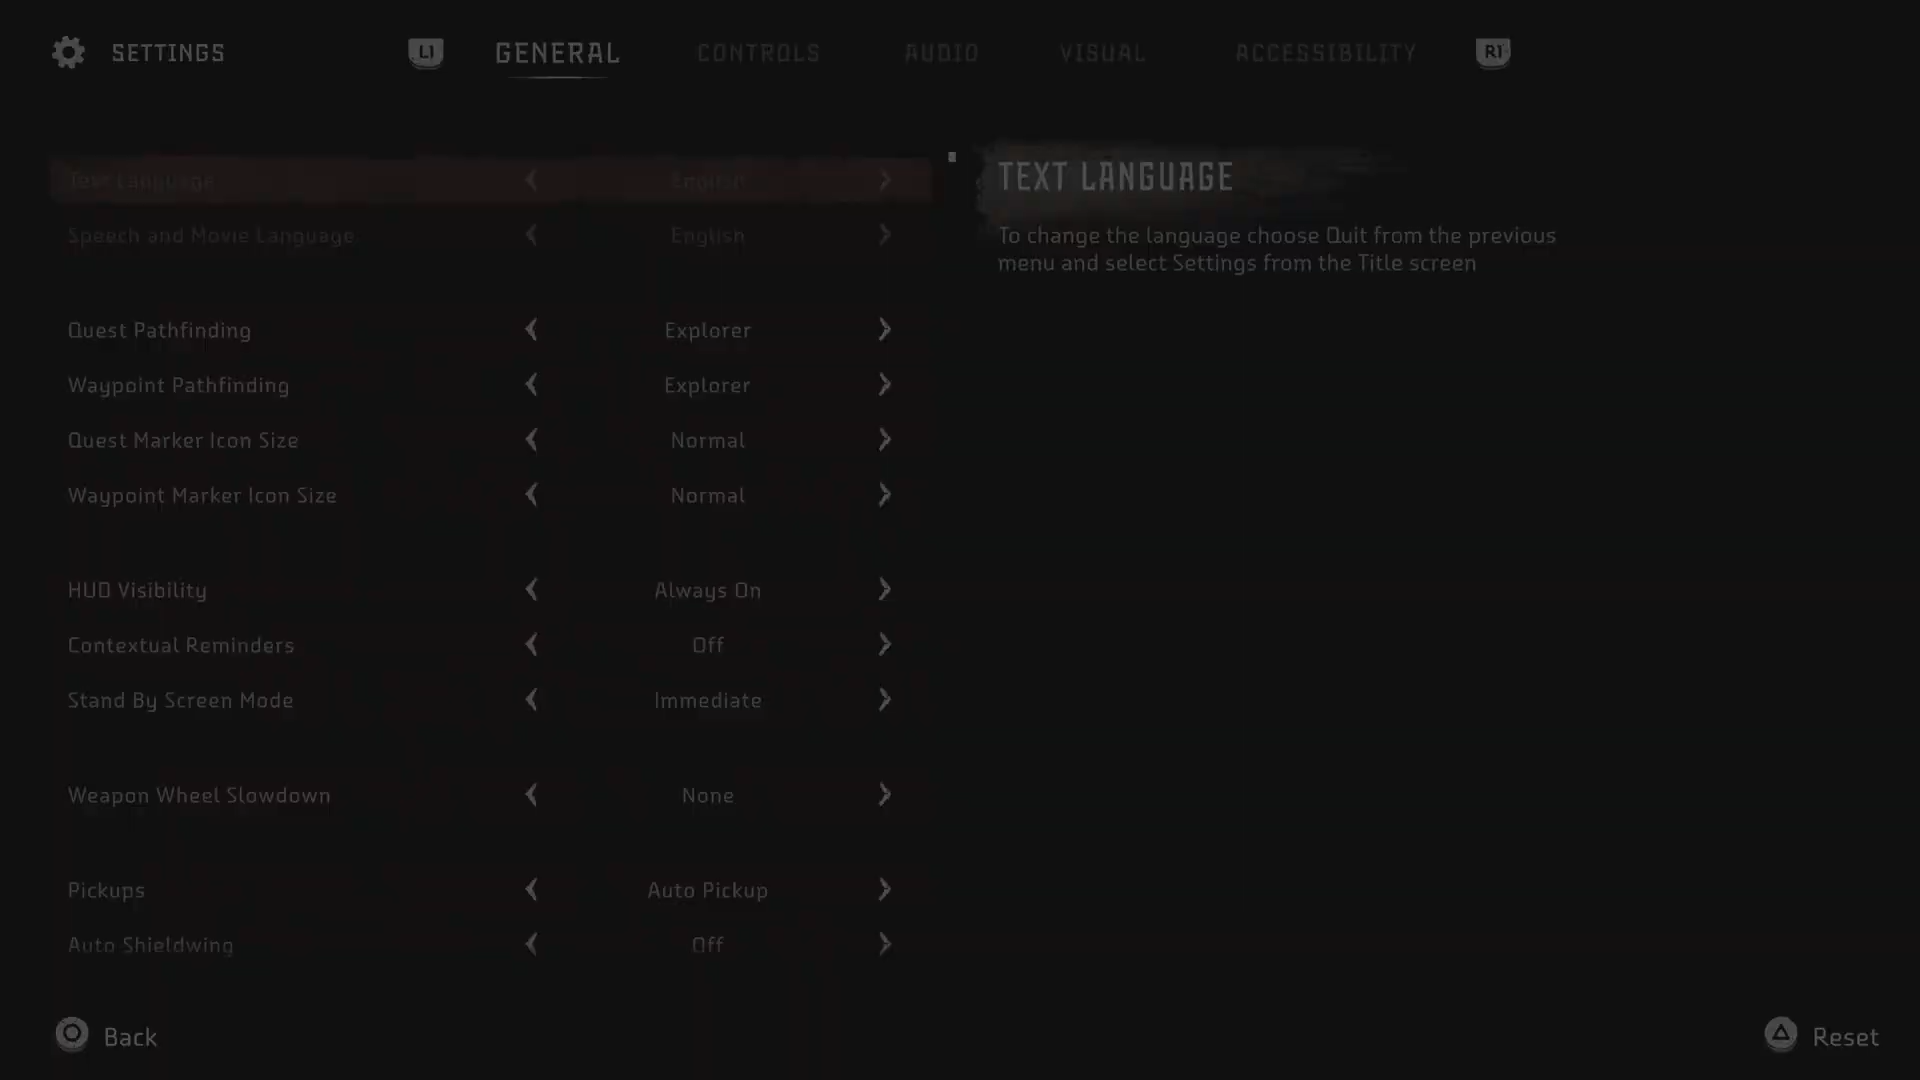 SETTINGS
L1
GENERAL
CONTROLS
AUDIO
VISUAL
ACCESSIBILITY
R1
Text Language
English
Speech and Movie Language
English
Quest Pathfinding
Explorer
Waypoint Pathfinding
Explorer
Quest Marker Icon Size
Normal
Waypoint Marker Icon Size
Normal
HUD Visibility
Always On
Contextual Reminders
Off
Stand By Screen Mode
Immediate
Weapon Wheel Slowdown
None
Pickups
Auto Pickup
Auto Shieldwing
Off
TEXT LANGUAGE
To change the language choose Quit from the previous
menu and select Settings from the Title screen
Back
Reset